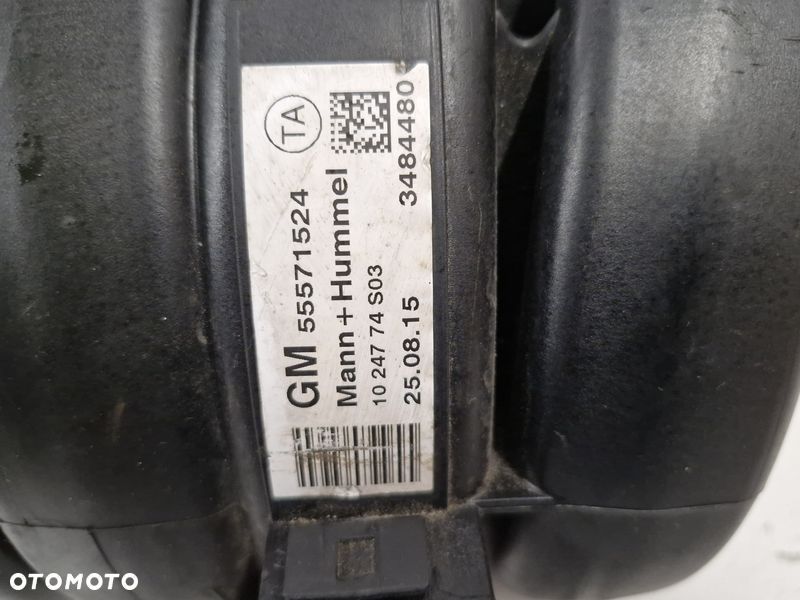 GM 55571524 TA
Mann+Hummel
10 247 74 S03
25.08.15 3484480
OTOMOTO